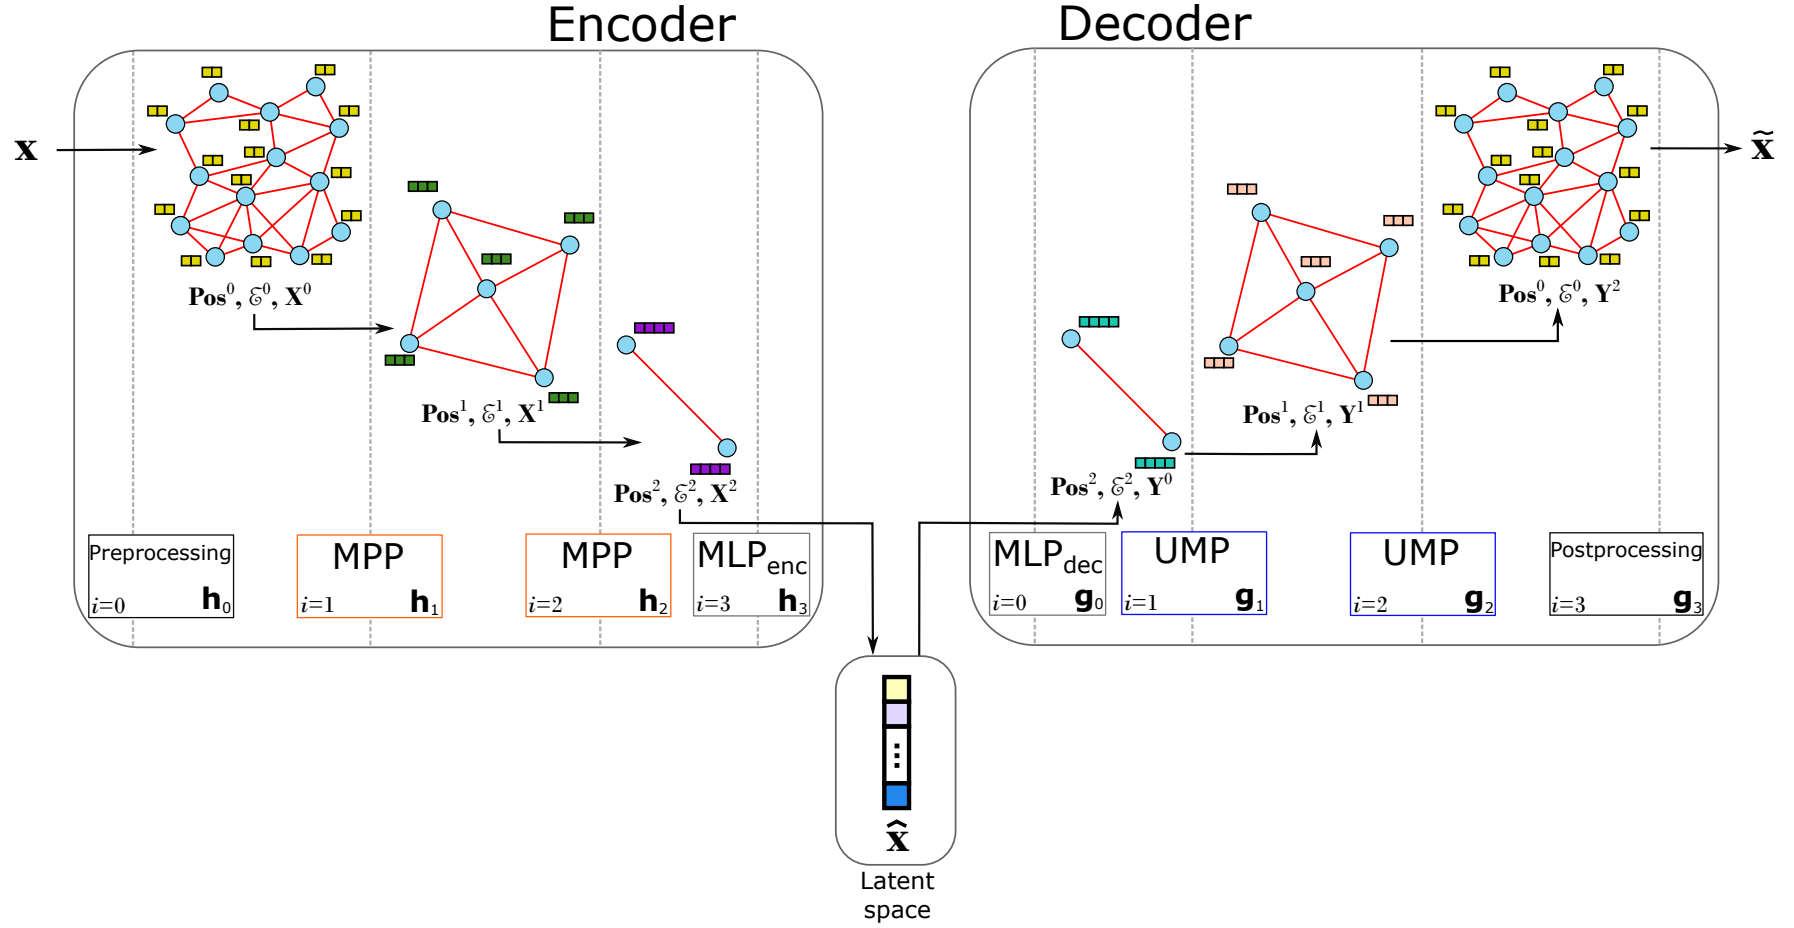 Encoder
Decoder
x
x̃
Pos⁰, ℰ⁰, X⁰
Pos¹, ℰ¹, X¹
Pos², ℰ², X²
Pos², ℰ², Y⁰
Pos¹, ℰ¹, Y¹
Pos⁰, ℰ⁰, Y²
Preprocessing
i=0 h₀
MPP
i=1 h₁
MPP
i=2 h₂
MLPenc
i=3 h₃
MLPdec
i=0 g₀
UMP
i=1 g₁
UMP
i=2 g₂
Postprocessing
i=3 g₃
x̂
Latent
space